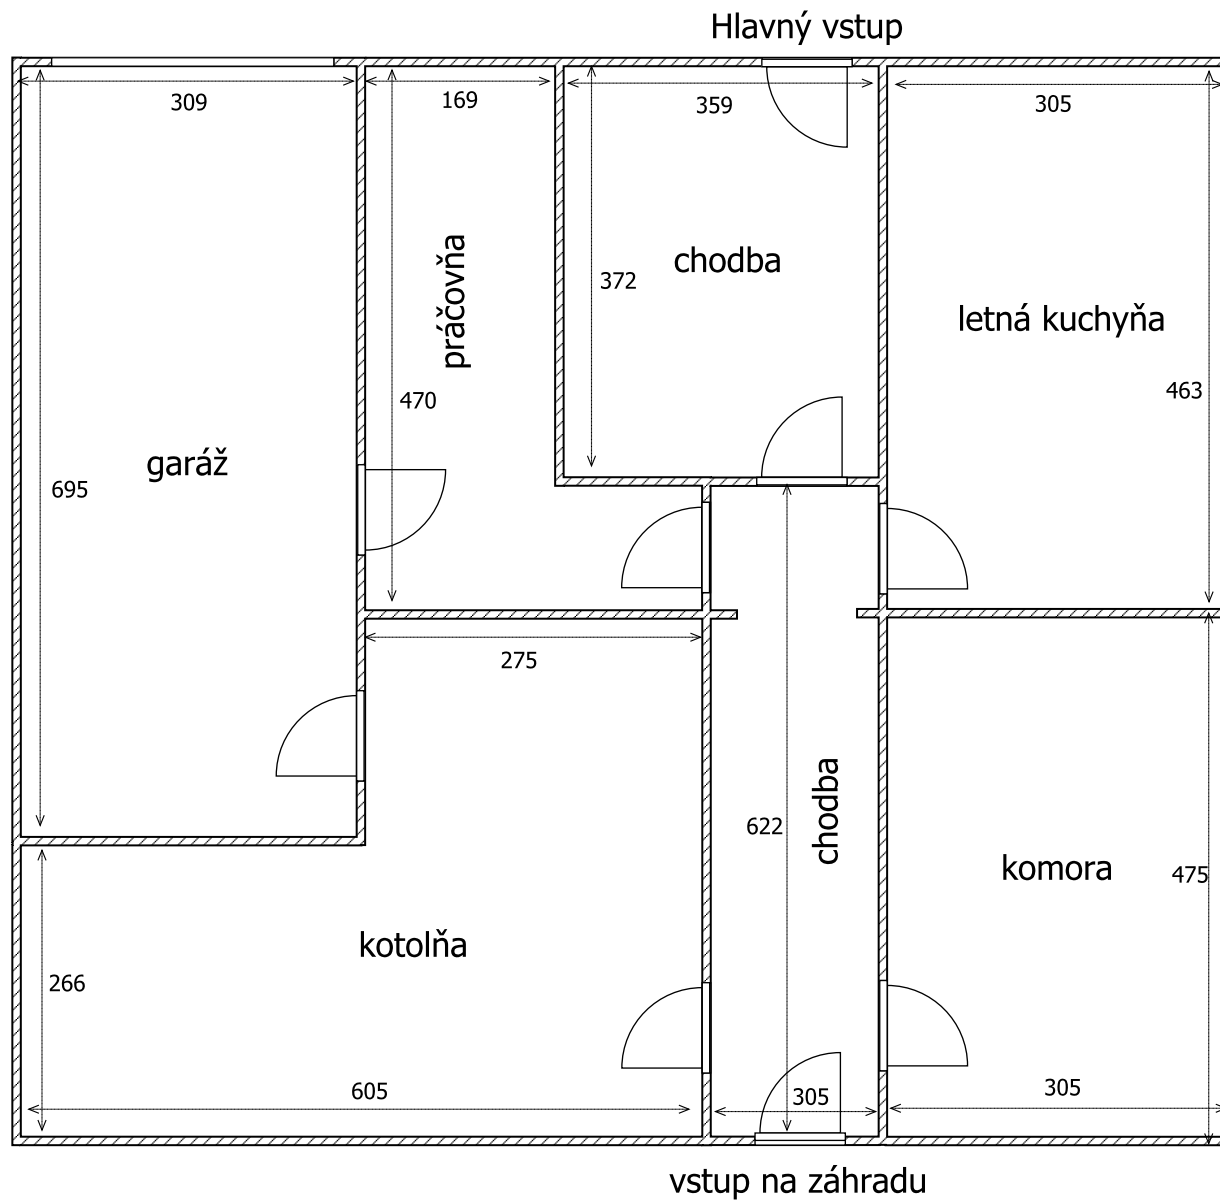 Hlavný vstup
309
169
359
305
372
chodba
práčovňa
letná kuchyňa
470
463
garáž
695
275
chodba
622
komora
475
kotolňa
266
605
305
305
vstup na záhradu